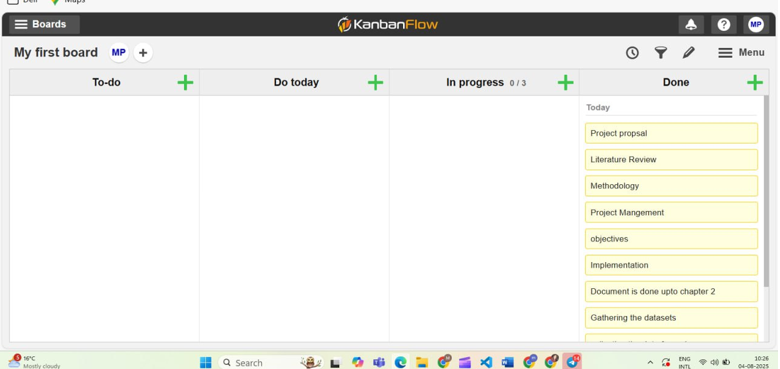 Dell Maps
Boards
KanbanFlow
MP
My first board MP +
Menu
To-do
Do today
In progress 0 / 3
Done
Today
Project propsal
Literature Review
Methodology
Project Mangement
objectives
Implementation
Document is done upto chapter 2
Gathering the datasets
16°C
Mostly cloudy
Search
ENG
INTL
10:26
04-08-2025